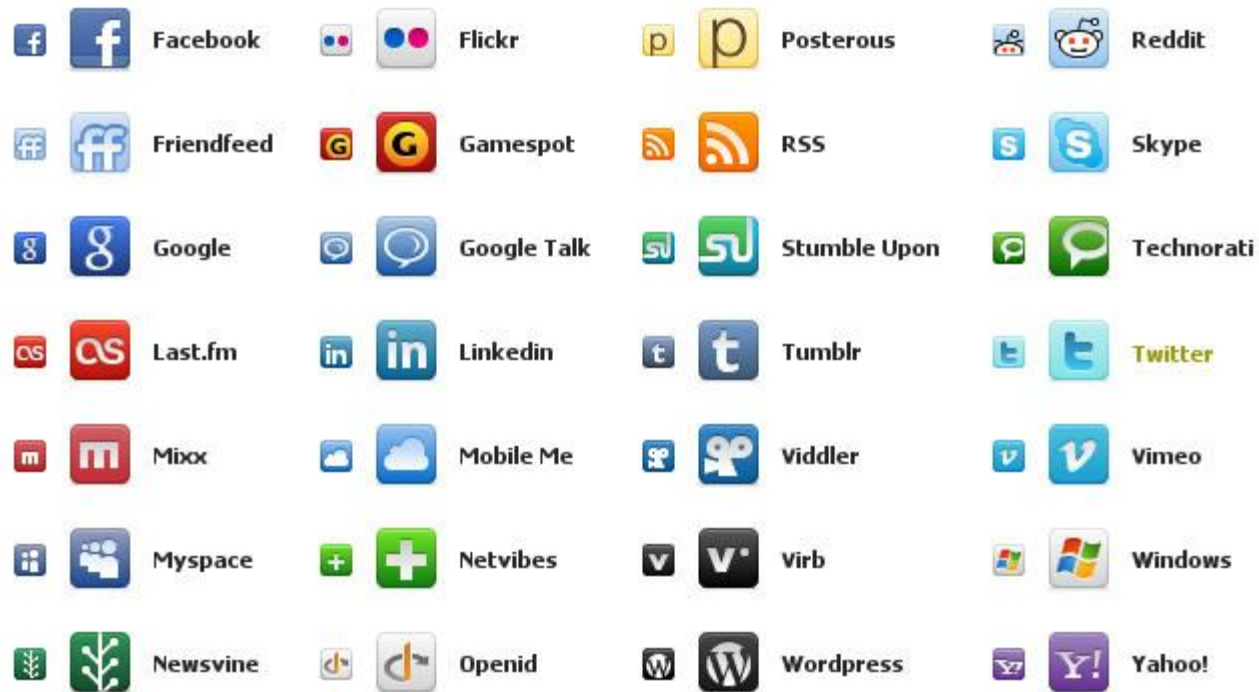 Facebook Flickr Posterous Reddit
Friendfeed Gamespot RSS Skype
Google Google Talk Stumble Upon Technorati
Last.fm Linkedin Tumblr Twitter
Mixx Mobile Me Viddler Vimeo
Myspace Netvibes Virb Windows
Newsvine Openid Wordpress Yahoo!